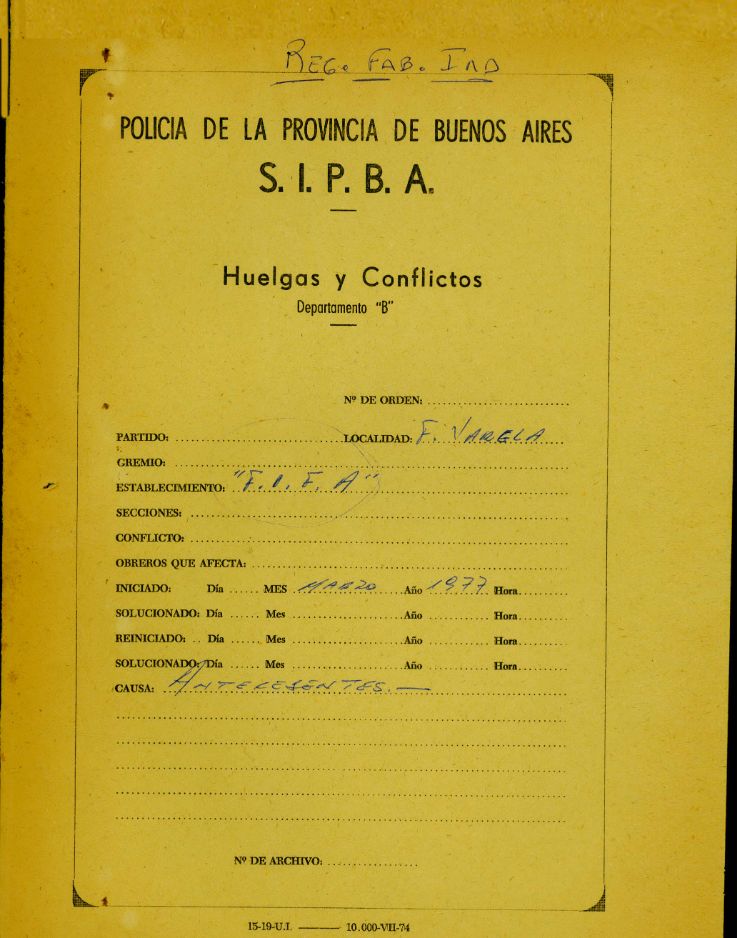 REG. FAB. IND
POLICIA DE LA PROVINCIA DE BUENOS AIRES
S. I. P. B. A.
Huelgas y Conflictos
Departamento "B"
Nº DE ORDEN:
PARTIDO: LOCALIDAD: F. VARELA
GREMIO:
ESTABLECIMIENTO: "F. I. F. A"
SECCIONES:
CONFLICTO:
OBREROS QUE AFECTA:
INICIADO: Día MES MARZO Año 1977 Hora
SOLUCIONADO: Día Mes Año Hora
REINICIADO: Día Mes Año Hora
SOLUCIONADO: Día Mes Año Hora
CAUSA: ANTECESENTES.—
Nº DE ARCHIVO:
15-19-U.I. ——— 10.000-VII-74